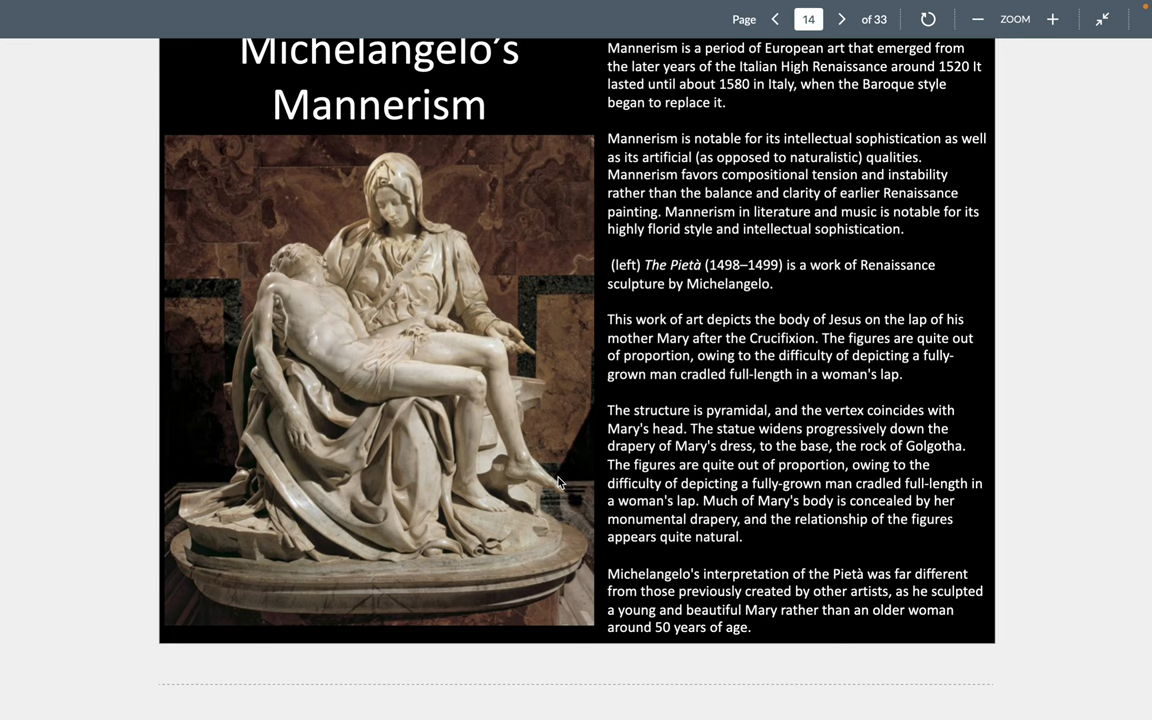 Page
14
of 33
ZOOM
Michelangelo's
Mannerism
Mannerism is a period of European art that emerged from
the later years of the Italian High Renaissance around 1520 It
lasted until about 1580 in Italy, when the Baroque style
began to replace it.
Mannerism is notable for its intellectual sophistication as well
as its artificial (as opposed to naturalistic) qualities.
Mannerism favors compositional tension and instability
rather than the balance and clarity of earlier Renaissance
painting. Mannerism in literature and music is notable for its
highly florid style and intellectual sophistication.
(left) The Pietà (1498–1499) is a work of Renaissance
sculpture by Michelangelo.
This work of art depicts the body of Jesus on the lap of his
mother Mary after the Crucifixion. The figures are quite out
of proportion, owing to the difficulty of depicting a fully-
grown man cradled full-length in a woman's lap.
The structure is pyramidal, and the vertex coincides with
Mary's head. The statue widens progressively down the
drapery of Mary's dress, to the base, the rock of Golgotha.
The figures are quite out of proportion, owing to the
difficulty of depicting a fully-grown man cradled full-length in
a woman's lap. Much of Mary's body is concealed by her
monumental drapery, and the relationship of the figures
appears quite natural.
Michelangelo's interpretation of the Pietà was far different
from those previously created by other artists, as he sculpted
a young and beautiful Mary rather than an older woman
around 50 years of age.